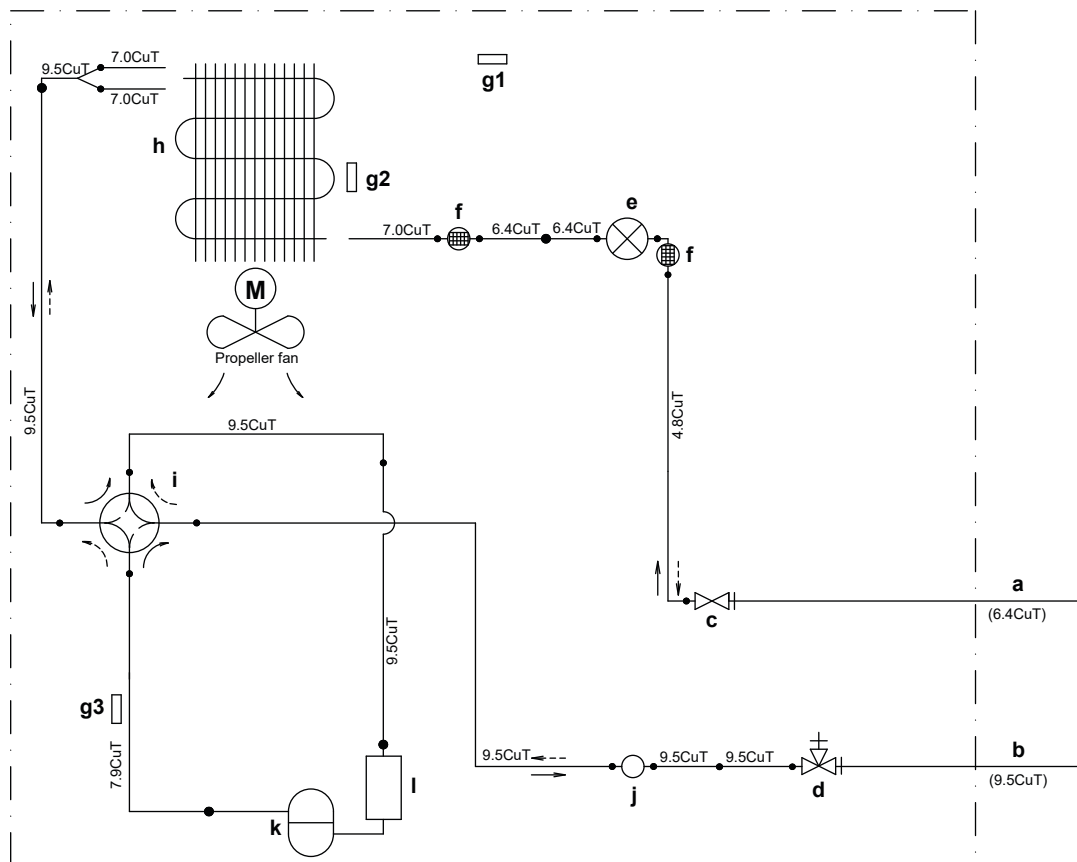 7.0CuT
9.5CuT
7.0CuT
g1
h
g2
f
e
7.0CuT
6.4CuT
6.4CuT
f
M
Propeller fan
9.5CuT
4.8CuT
9.5CuT
i
9.5CuT
a
(6.4CuT)
c
g3
7.9CuT
9.5CuT
9.5CuT
9.5CuT
b
(9.5CuT)
j
d
l
k